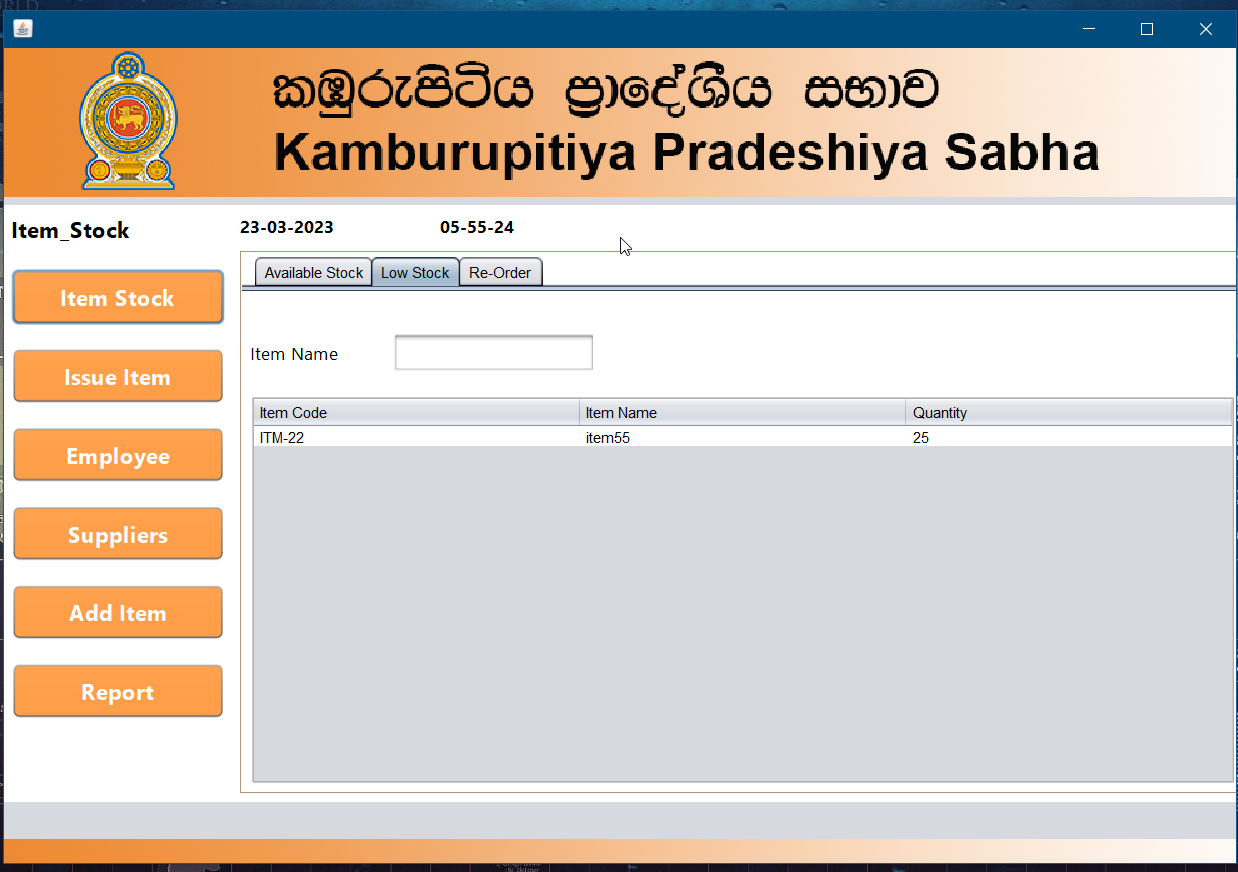 කඹුරුපිටිය ප්‍රාදේශීය සභාව
Kamburupitiya Pradeshiya Sabha
Item_Stock
23-03-2023 05-55-24
Available Stock Low Stock Re-Order
Item Stock
Item Name
Issue Item
Item Code Item Name Quantity
ITM-22 item55 25
Employee
Suppliers
Add Item
Report